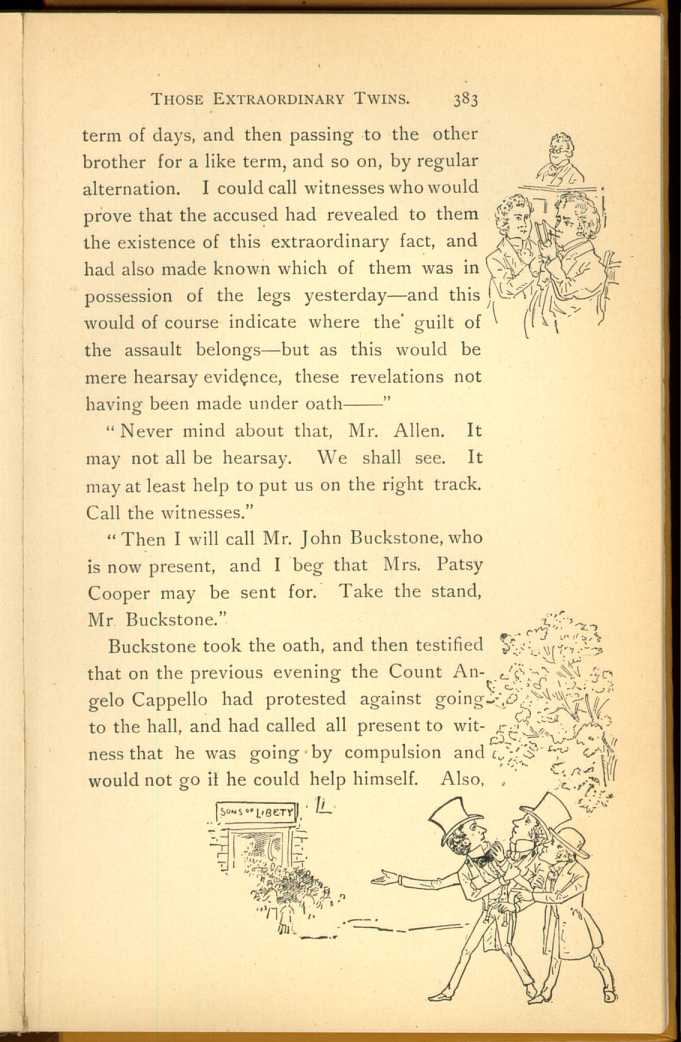 THOSE EXTRAORDINARY TWINS. 383
term of days, and then passing to the other
brother for a like term, and so on, by regular
alternation. I could call witnesses who would
prove that the accused had revealed to them
the existence of this extraordinary fact, and
had also made known which of them was in
possession of the legs yesterday—and this
would of course indicate where the guilt of
the assault belongs—but as this would be
mere hearsay evidence, these revelations not
having been made under oath——"
"Never mind about that, Mr. Allen. It
may not all be hearsay. We shall see. It
may at least help to put us on the right track.
Call the witnesses."
"Then I will call Mr. John Buckstone, who
is now present, and I beg that Mrs. Patsy
Cooper may be sent for. Take the stand,
Mr. Buckstone."
Buckstone took the oath, and then testified
that on the previous evening the Count An-
gelo Cappello had protested against going
to the hall, and had called all present to wit-
ness that he was going by compulsion and
would not go if he could help himself. Also,
SONS OF LIBETY